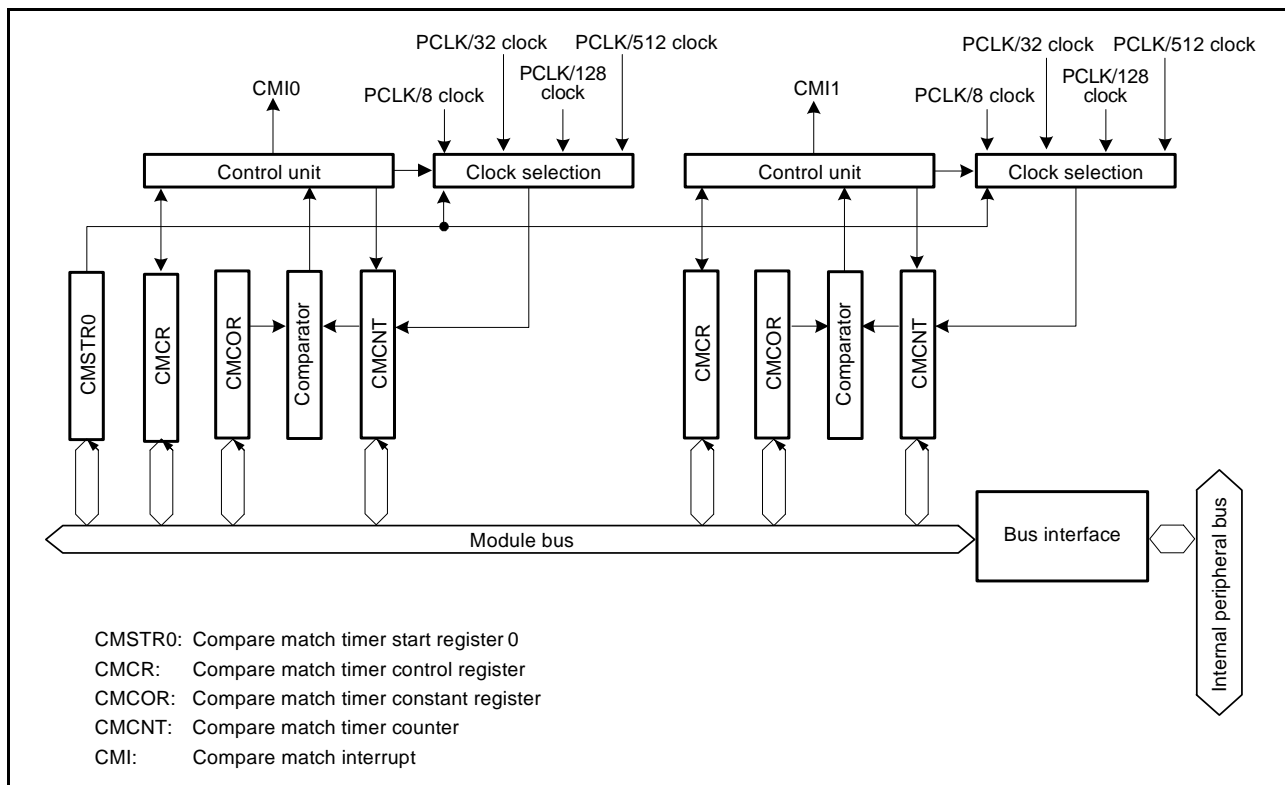 PCLK/32 clock
PCLK/512 clock
PCLK/128
clock
CMI0
PCLK/8 clock
PCLK/32 clock
PCLK/512 clock
PCLK/128
clock
CMI1
PCLK/8 clock
Control unit
Clock selection
Control unit
Clock selection
CMSTR0
CMCR
CMCOR
Comparator
CMCNT
CMCR
CMCOR
Comparator
CMCNT
Module bus
Bus interface
Internal peripheral bus
CMSTR0: Compare match timer start register 0
CMCR: Compare match timer control register
CMCOR: Compare match timer constant register
CMCNT: Compare match timer counter
CMI: Compare match interrupt